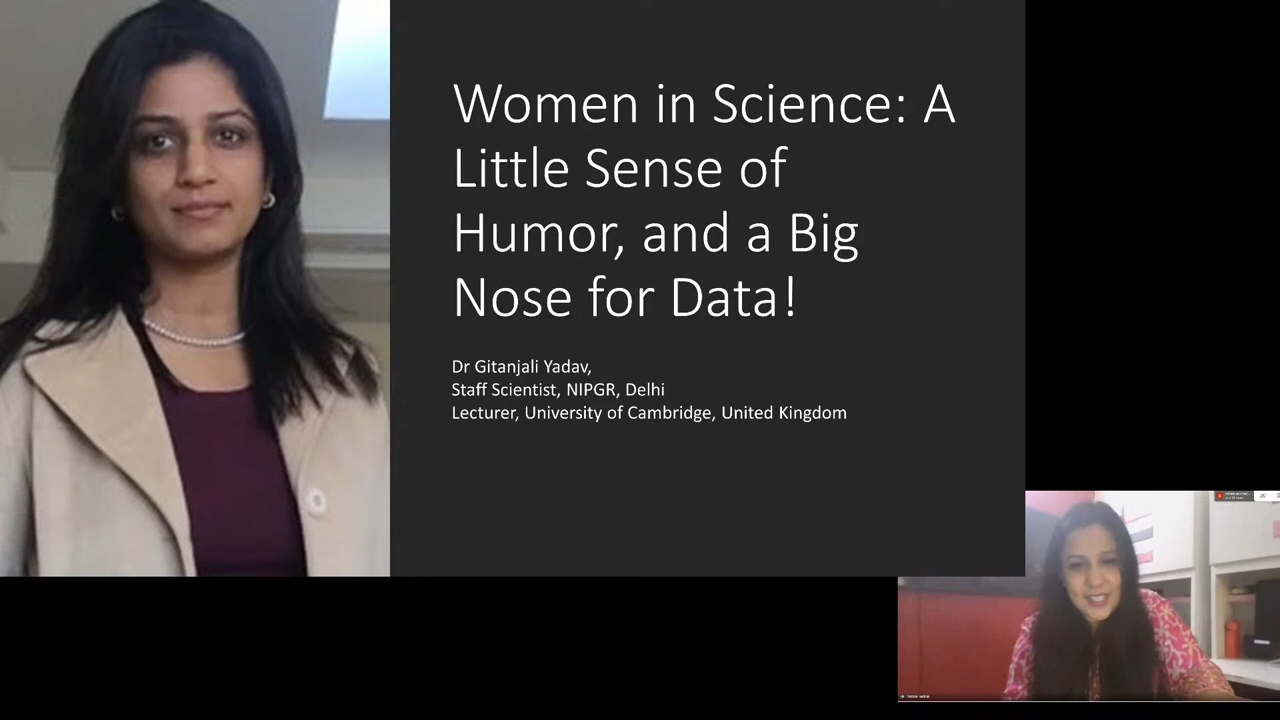 Women in Science: A
Little Sense of
Humor, and a Big
Nose for Data!
Dr Gitanjali Yadav,
Staff Scientist, NIPGR, Delhi
Lecturer, University of Cambridge, United Kingdom